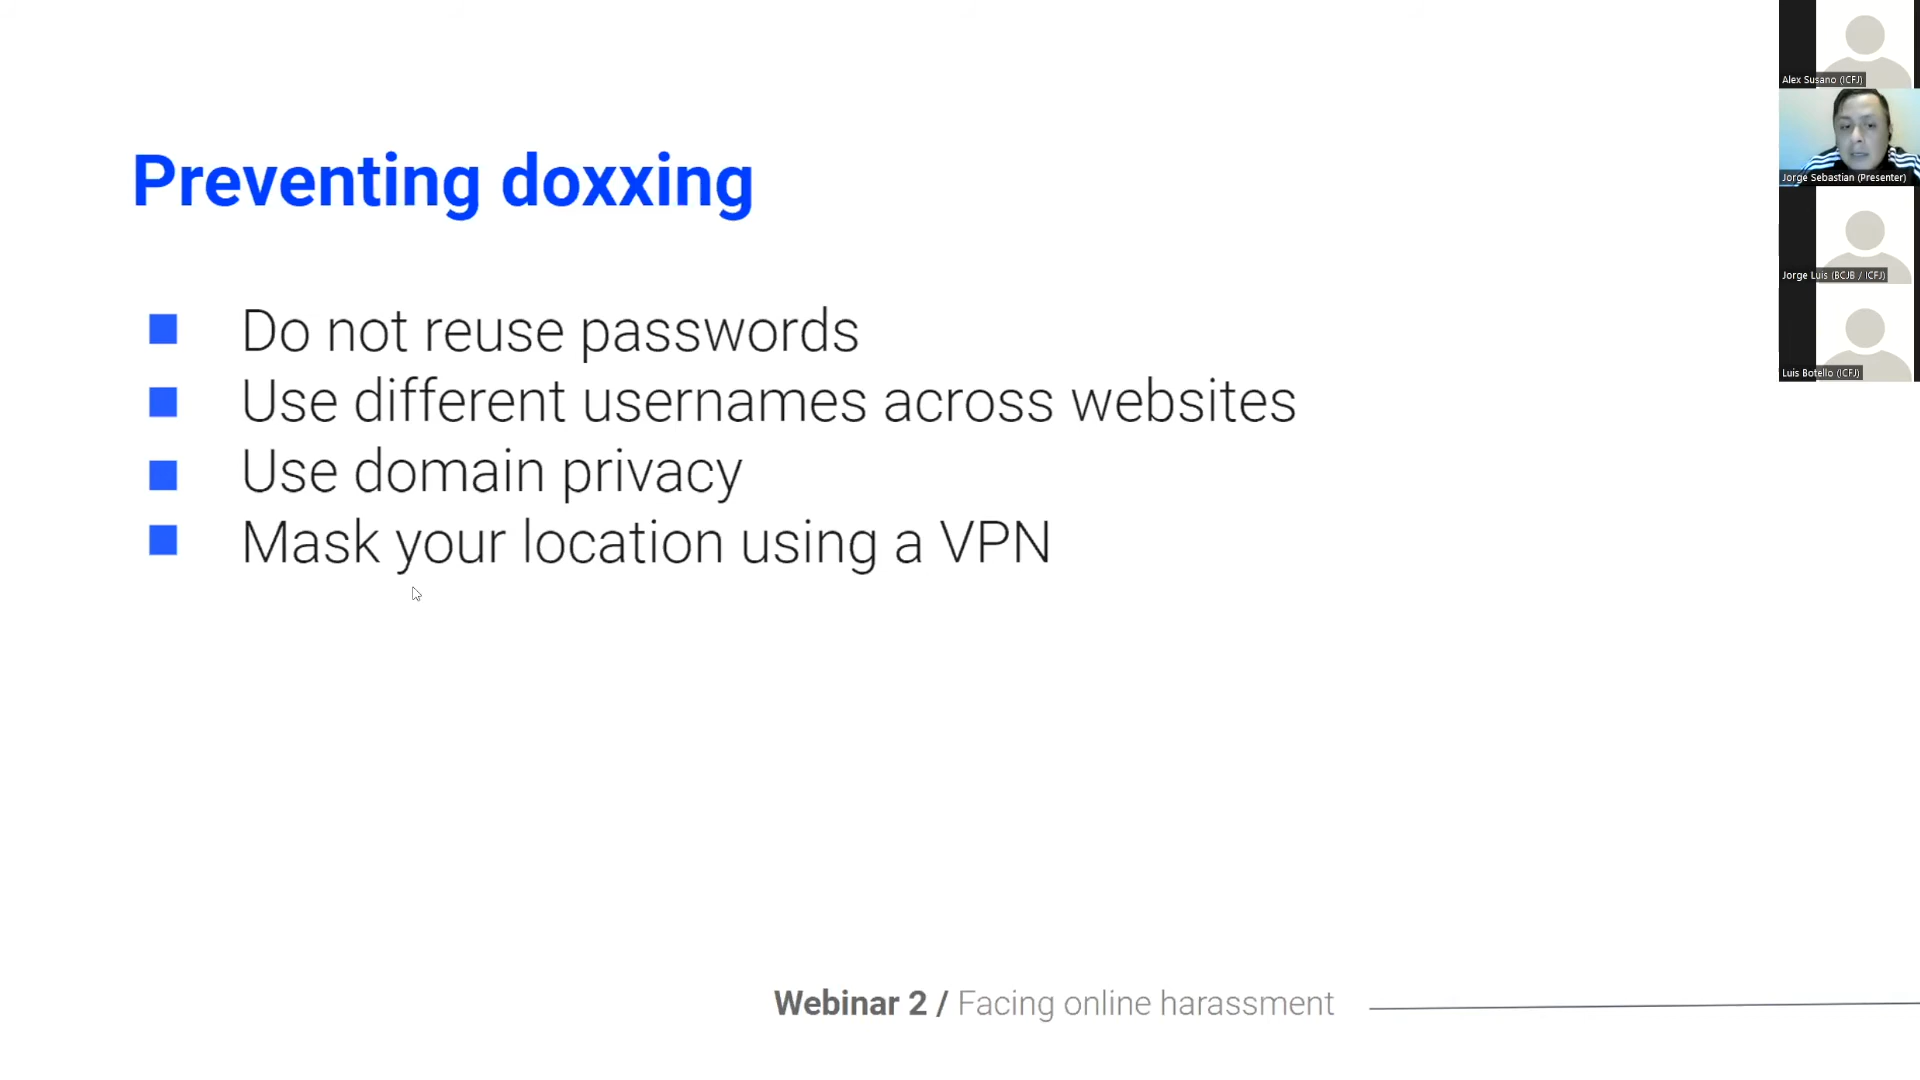 Preventing doxxing
Do not reuse passwords
Use different usernames across websites
Use domain privacy
Mask your location using a VPN
Webinar 2 / Facing online harassment
Alex Susano (ICFJ)
Jorge Sebastian (Presenter)
Jorge Luis (BCJB / ICFJ)
Luis Botello (ICFJ)